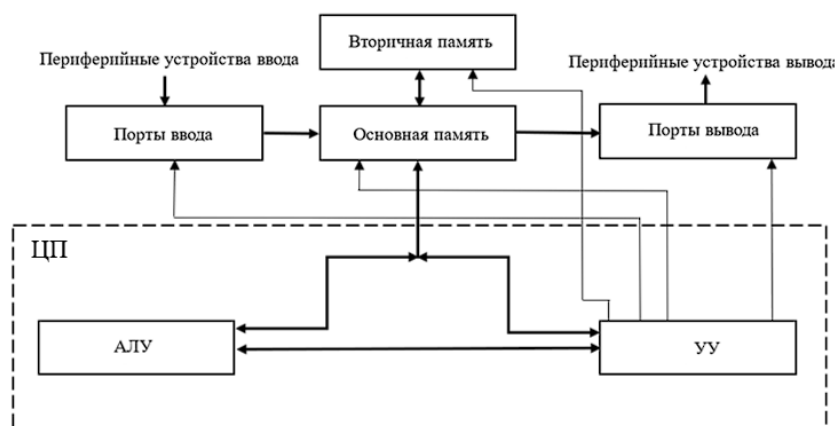 Вторичная память
Периферийные устройства ввода
Периферийные устройства вывода
Порты ввода
Основная память
Порты вывода
ЦП
АЛУ
УУ